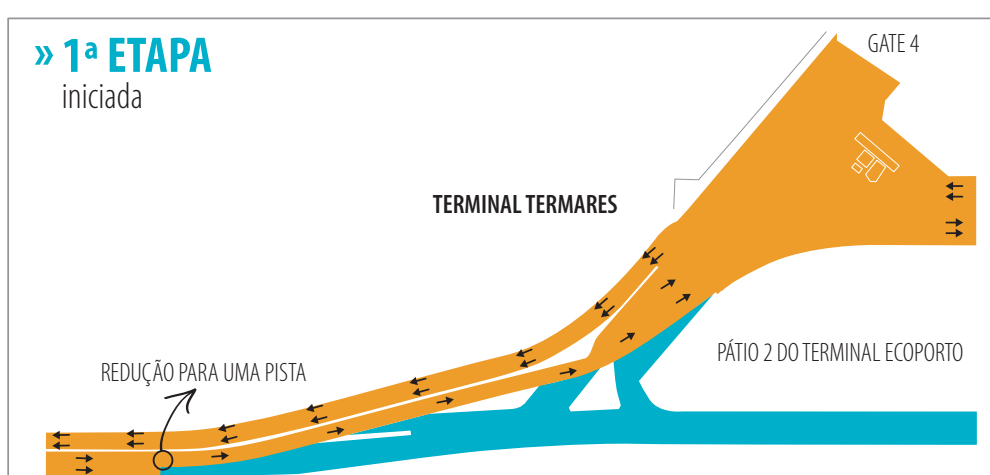 » 1ª ETAPA
iniciada
GATE 4
TERMINAL TERMARES
PÁTIO 2 DO TERMINAL ECOPORTO
REDUÇÃO PARA UMA PISTA